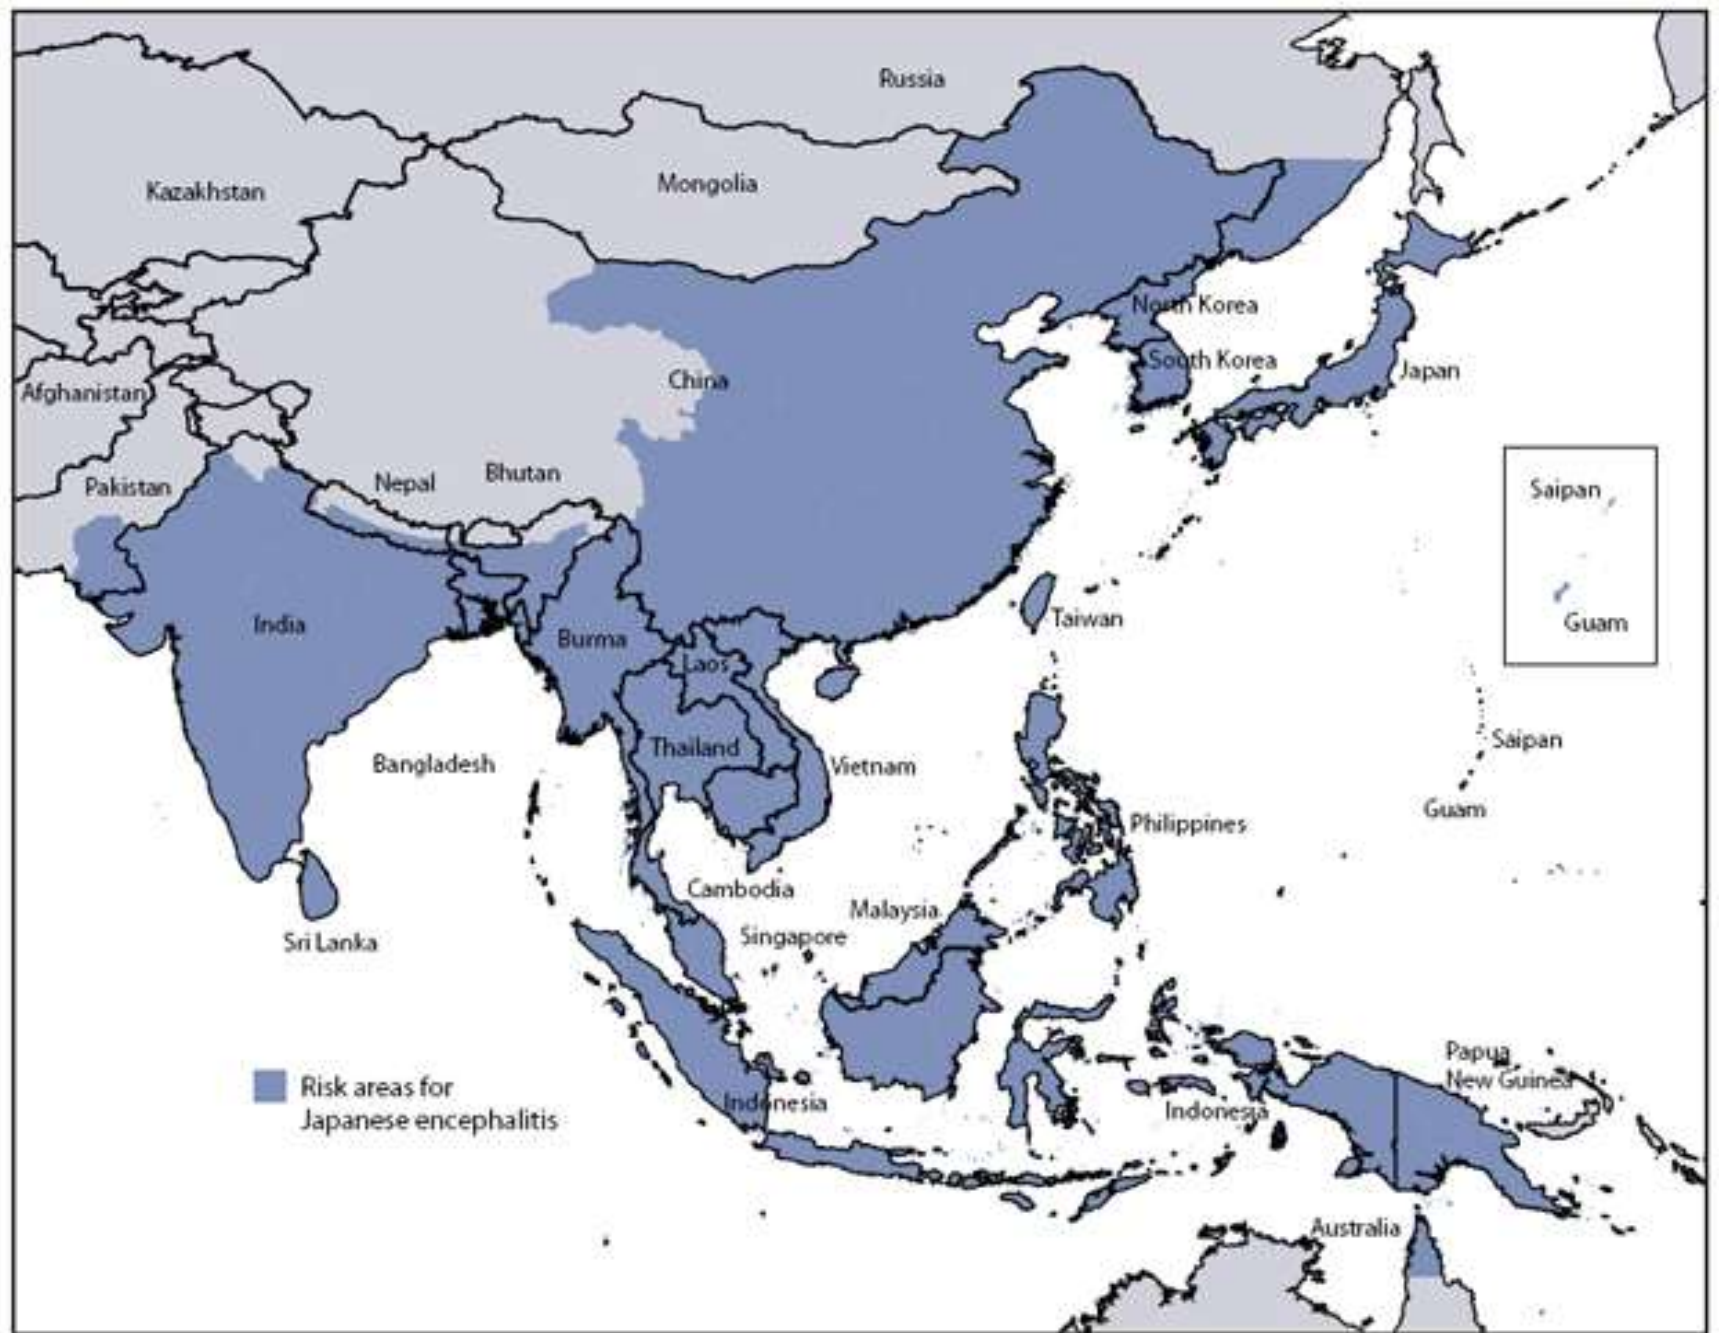 Russia
Kazakhstan
Mongolia
North Korea
South Korea
Japan
China
Afghanistan
Pakistan
Nepal
Bhutan
Saipan
Guam
India
Burma
Taiwan
Laos
Thailand
Vietnam
Bangladesh
Saipan
Guam
Philippines
Cambodia
Malaysia
Singapore
Sri Lanka
Papua
New Guinea
Risk areas for
Japanese encephalitis
Indonesia
Indonesia
Australia